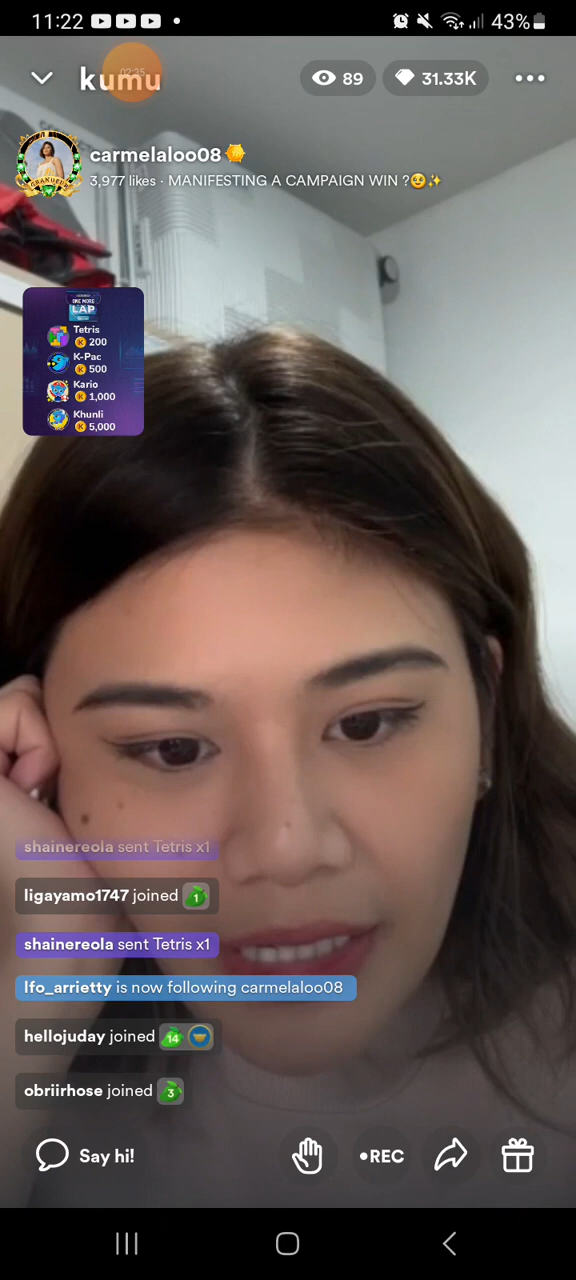 11:22
43%
kumu
02:35
89
31.33K
carmelaloo08
3,977 likes · MANIFESTING A CAMPAIGN WIN ?🥹✨
ONE MORE
LAP
Tetris
K 200
K-Pac
K 500
Kario
K 1,000
Khunli
K 5,000
shainereola sent Tetris x1
ligayamo1747 joined 1
shainereola sent Tetris x1
lfo_arrietty is now following carmelaloo08
hellojuday joined 14
obriirhose joined 3
Say hi!
•REC